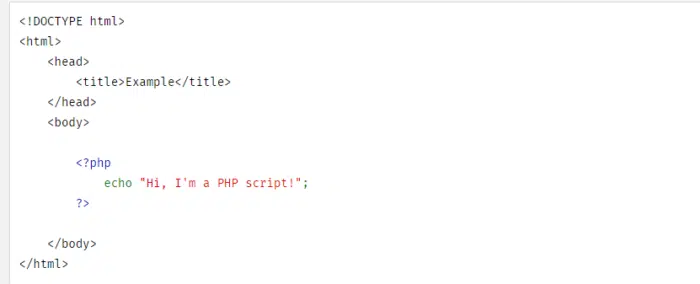 <!DOCTYPE html>
<html>
    <head>
        <title>Example</title>
    </head>
    <body>

        <?php
            echo "Hi, I'm a PHP script!";
        ?>

    </body>
</html>